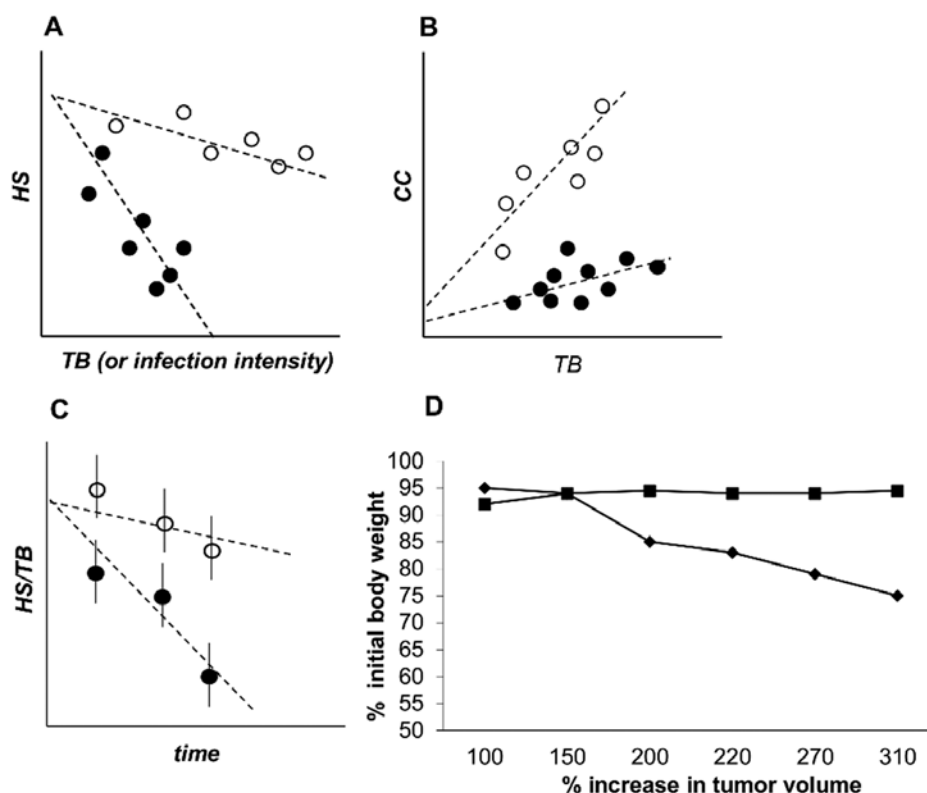 A
HS
TB (or infection intensity)
B
CC
TB
C
HS/TB
time
D
% initial body weight
100
95
90
85
80
75
70
65
60
55
50
100 150 200 220 270 310
% increase in tumor volume